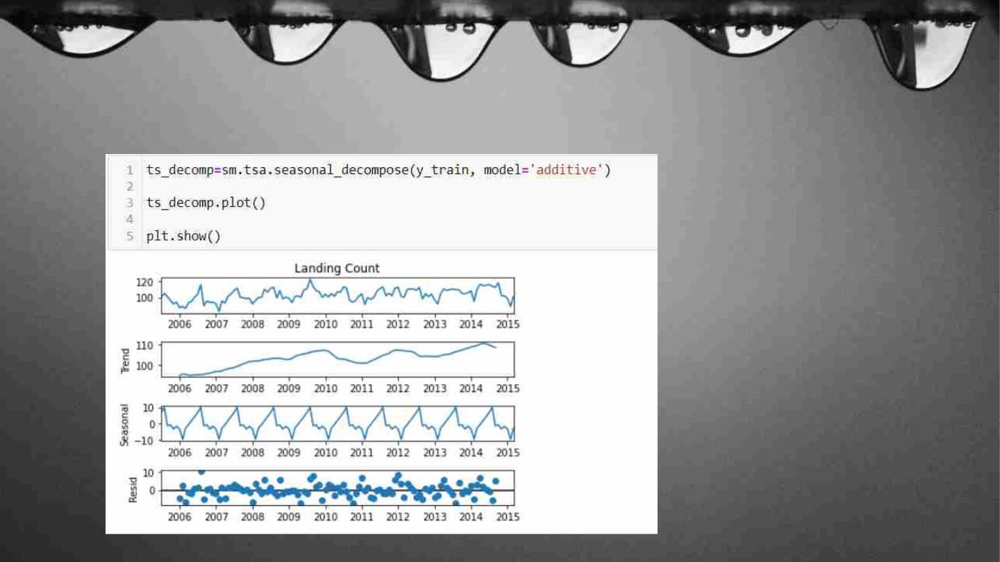 1 ts_decomp=sm.tsa.seasonal_decompose(y_train, model='additive')
2
3 ts_decomp.plot()
4
5 plt.show()
Landing Count
120
100
2006 2007 2008 2009 2010 2011 2012 2013 2014 2015
Trend
110
100
2006 2007 2008 2009 2010 2011 2012 2013 2014 2015
Seasonal
10
0
−10
2006 2007 2008 2009 2010 2011 2012 2013 2014 2015
Resid
10
0
2006 2007 2008 2009 2010 2011 2012 2013 2014 2015